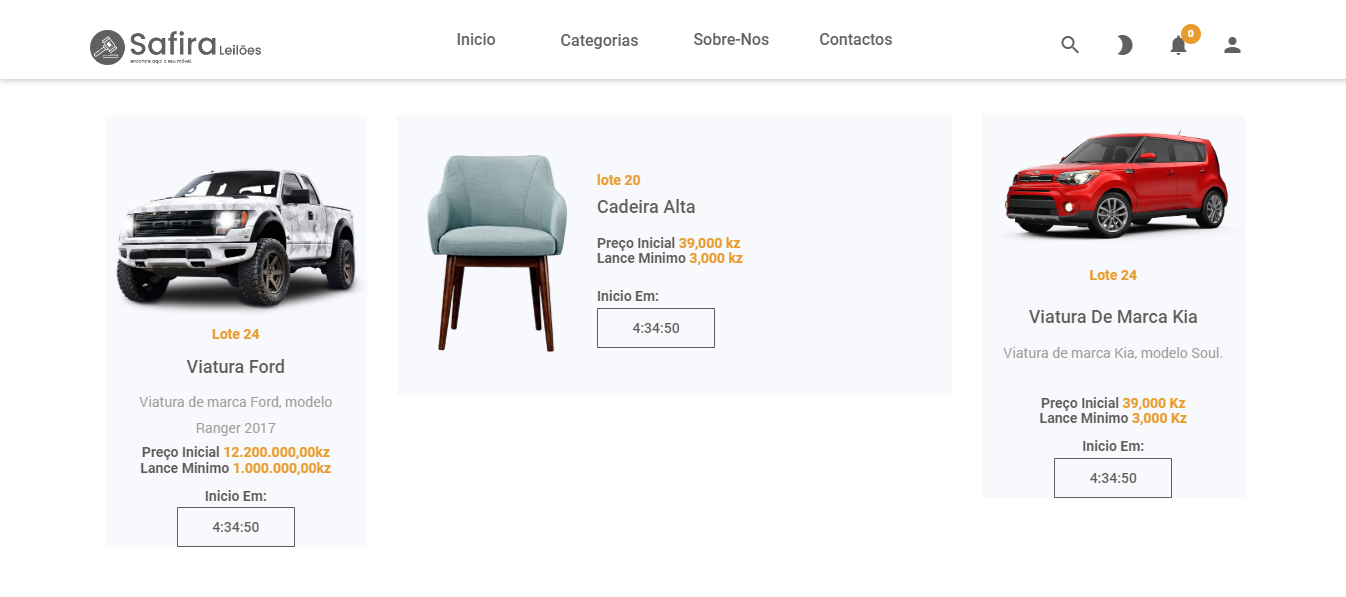 Safira Leilões
encontre aqui o seu móvel.
Inicio
Categorias
Sobre-Nos
Contactos
0
FORD
Lote 24
Viatura Ford
Viatura de marca Ford, modelo
Ranger 2017
Preço Inicial 12.200.000,00kz
Lance Minimo 1.000.000,00kz
Inicio Em:
4:34:50
lote 20
Cadeira Alta
Preço Inicial 39,000 kz
Lance Minimo 3,000 kz
Inicio Em:
4:34:50
Lote 24
Viatura De Marca Kia
Viatura de marca Kia, modelo Soul.
Preço Inicial 39,000 Kz
Lance Minimo 3,000 Kz
Inicio Em:
4:34:50